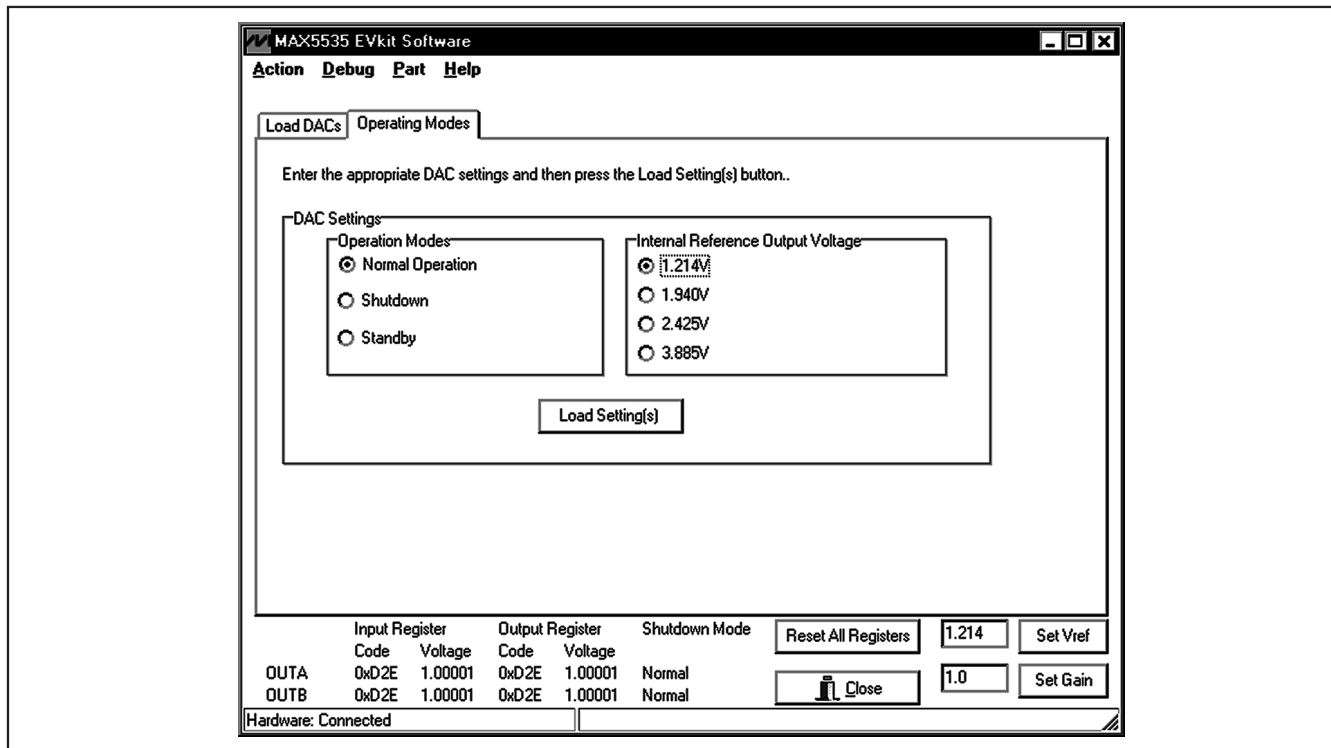 MAX5535 EVkit Software
Action Debug Part Help
Load DACs Operating Modes
Enter the appropriate DAC settings and then press the Load Setting(s) button..
DAC Settings
Operation Modes Internal Reference Output Voltage
Normal Operation 1.214V
Shutdown 1.940V
Standby 2.425V
3.885V
Load Setting(s)
Input Register Output Register Shutdown Mode Reset All Registers 1.214 Set Vref
Code Voltage Code Voltage
OUTA 0xD2E 1.00001 0xD2E 1.00001 Normal Close 1.0 Set Gain
OUTB 0xD2E 1.00001 0xD2E 1.00001 Normal
Hardware: Connected